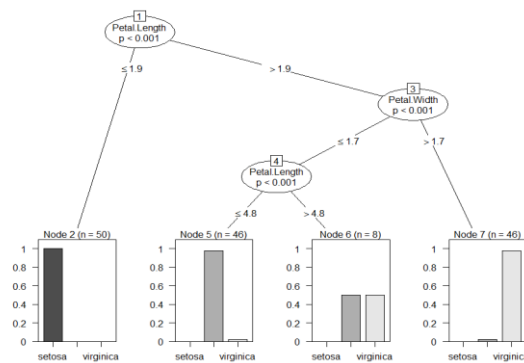 1
Petal.Length
p < 0.001
≤ 1.9
> 1.9
3
Petal.Width
p < 0.001
≤ 1.7
> 1.7
4
Petal.Length
p < 0.001
≤ 4.8
> 4.8
Node 2 (n = 50)
1
0.8
0.6
0.4
0.2
0
setosa virginica
Node 5 (n = 46)
1
0.8
0.6
0.4
0.2
0
setosa virginica
Node 6 (n = 8)
1
0.8
0.6
0.4
0.2
0
setosa virginica
Node 7 (n = 46)
1
0.8
0.6
0.4
0.2
0
setosa virginica